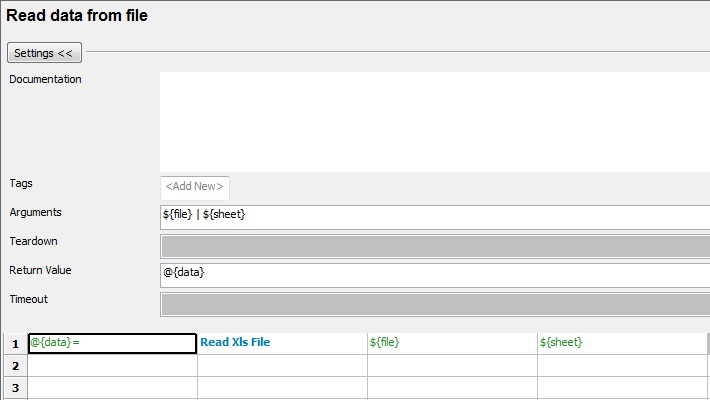 Read data from file
Settings <<
Documentation
Tags <Add New>
Arguments ${file} | ${sheet}
Teardown
Return Value @{data}
Timeout
1 @{data}= Read Xls File ${file} ${sheet}
2
3